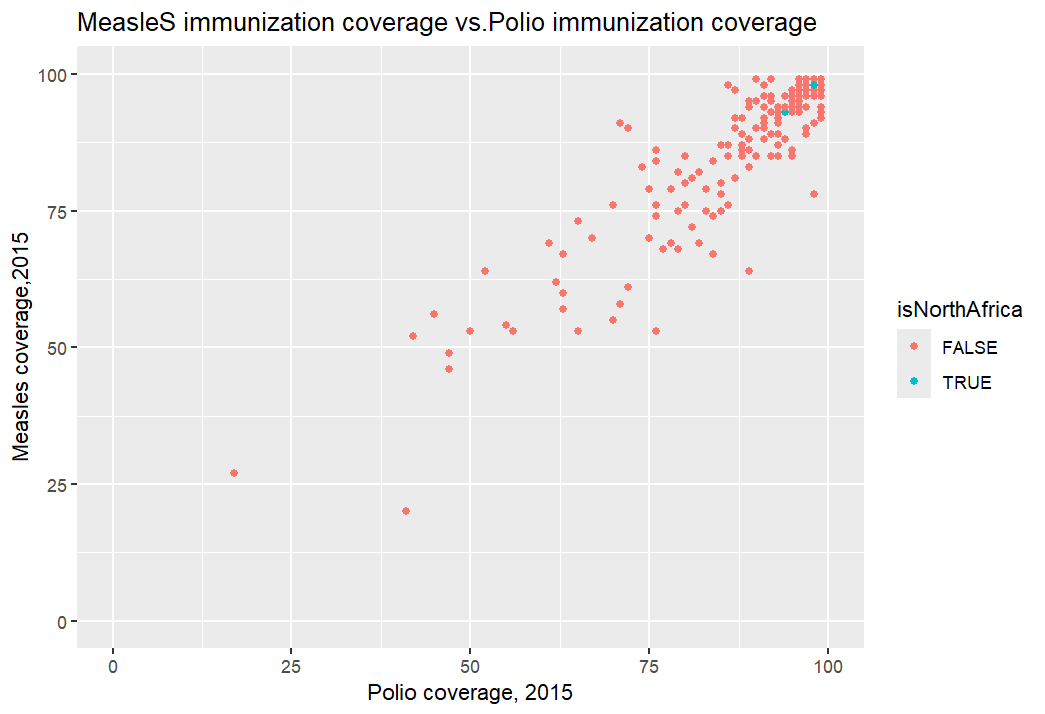 MeasleS immunization coverage vs.Polio immunization coverage
100
75
50
25
0
Measles coverage,2015
0 25 50 75 100
Polio coverage, 2015
isNorthAfrica
FALSE
TRUE